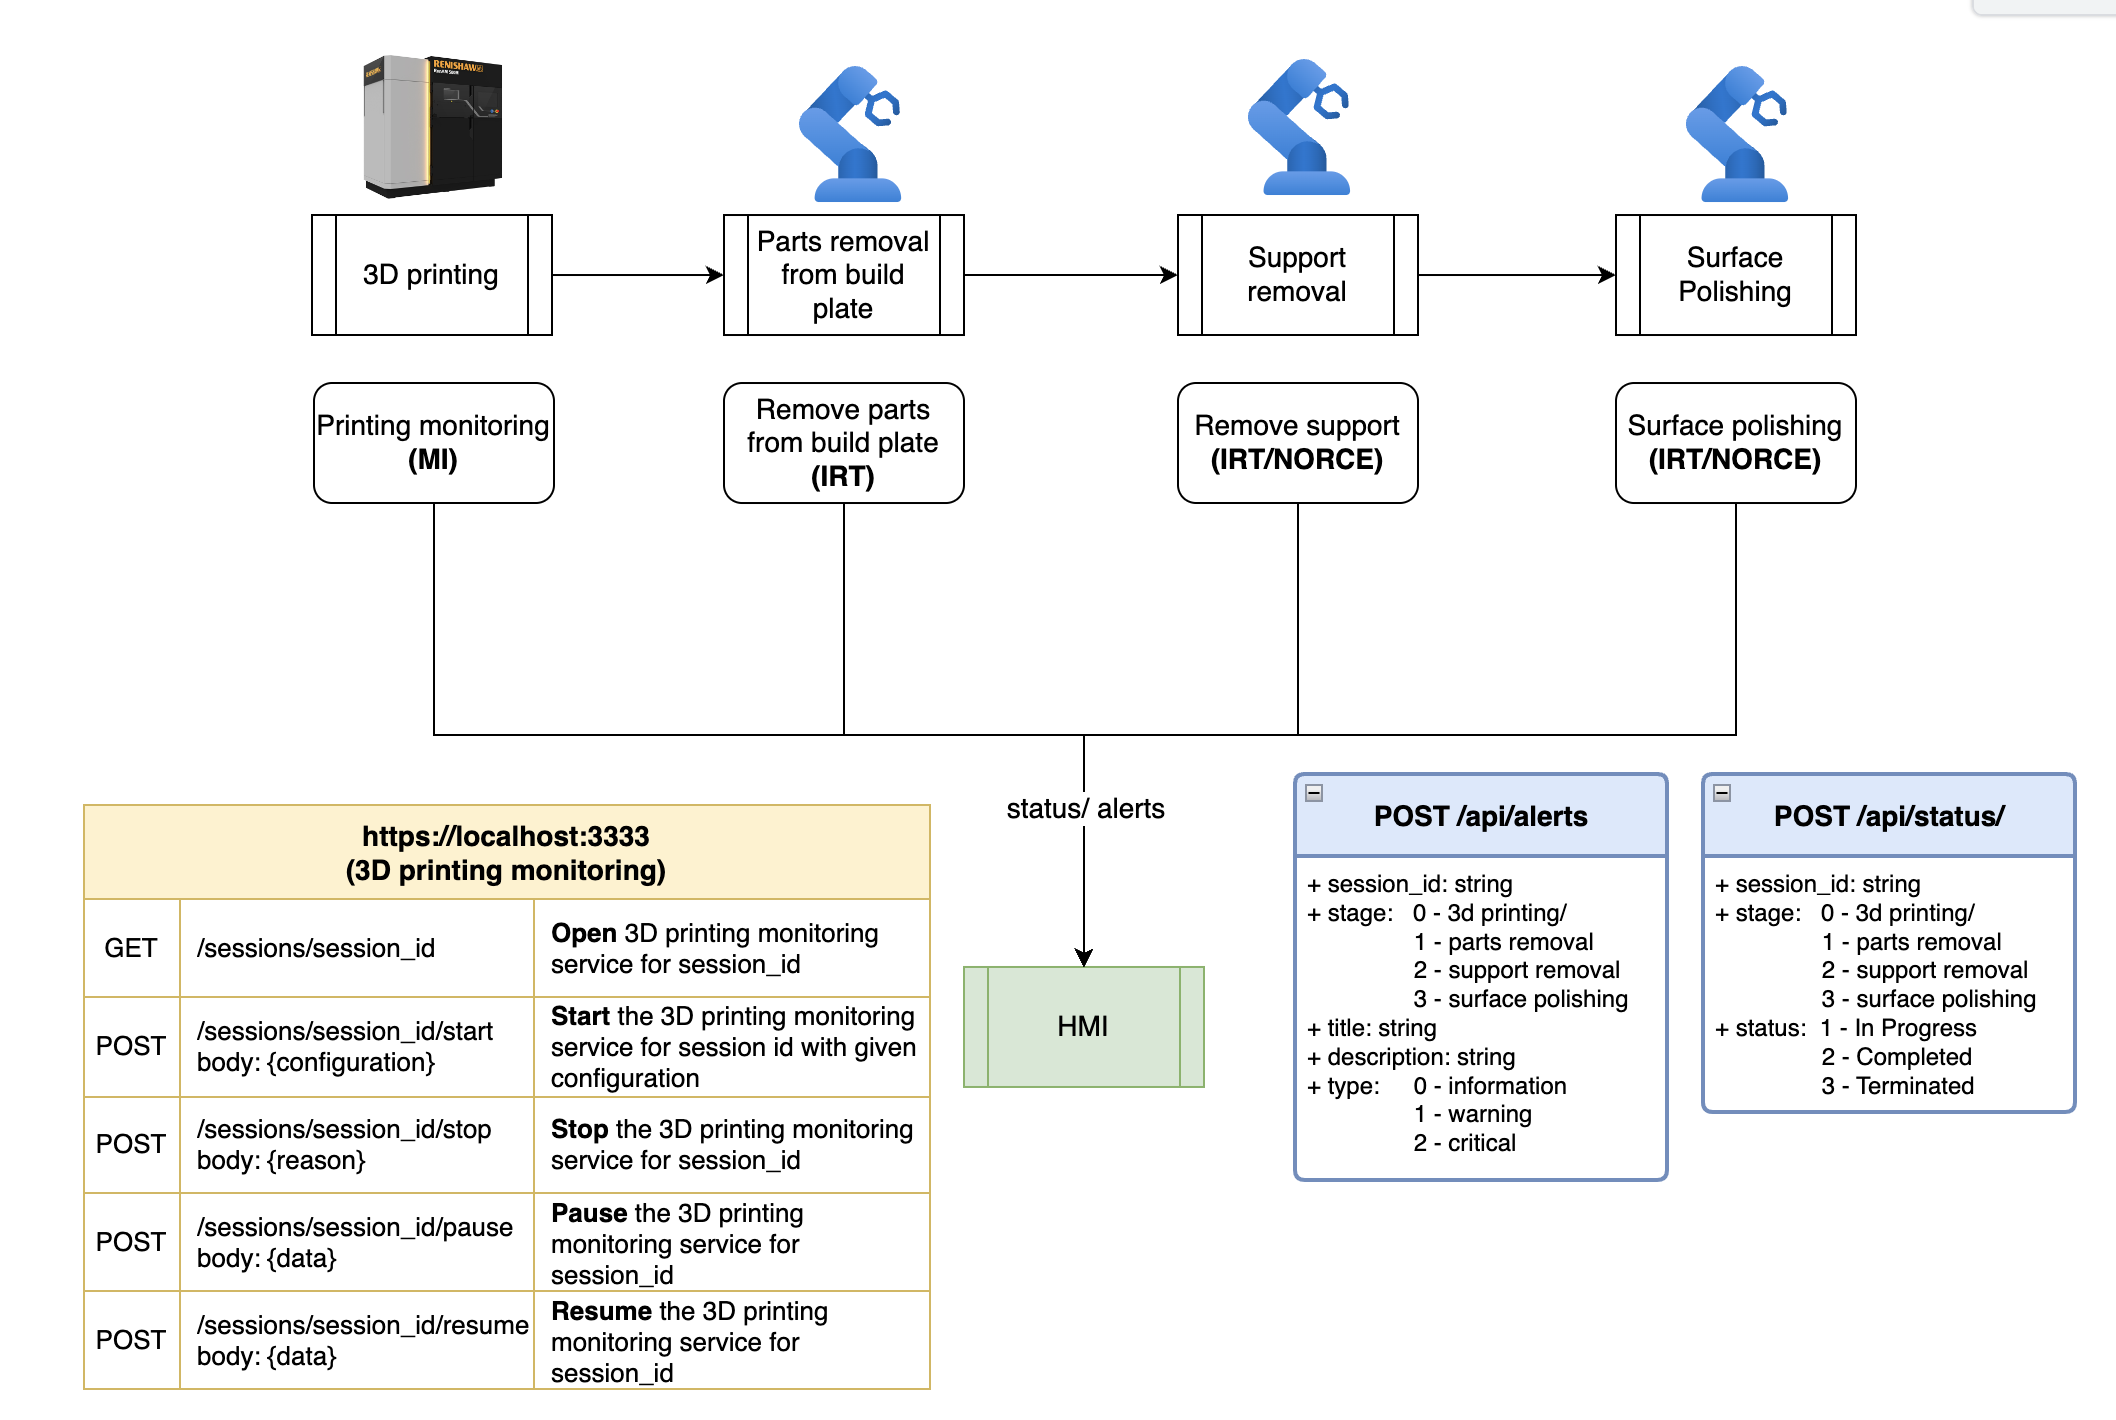 RENISHAW
3D printing
Parts removal
from build
plate
Support
removal
Surface
Polishing
Printing monitoring
(MI)
Remove parts
from build plate
(IRT)
Remove support
(IRT/NORCE)
Surface polishing
(IRT/NORCE)
status/ alerts
HMI
https://localhost:3333
(3D printing monitoring)
GET
/sessions/session_id
Open 3D printing monitoring
service for session_id
POST
/sessions/session_id/start
body: {configuration}
Start the 3D printing monitoring
service for session id with given
configuration
POST
/sessions/session_id/stop
body: {reason}
Stop the 3D printing monitoring
service for session_id
POST
/sessions/session_id/pause
body: {data}
Pause the 3D printing
monitoring service for
session_id
POST
/sessions/session_id/resume
body: {data}
Resume the 3D printing
monitoring service for
session_id
POST /api/alerts
+ session_id: string
+ stage: 0 - 3d printing/
1 - parts removal
2 - support removal
3 - surface polishing
+ title: string
+ description: string
+ type: 0 - information
1 - warning
2 - critical
POST /api/status/
+ session_id: string
+ stage: 0 - 3d printing/
1 - parts removal
2 - support removal
3 - surface polishing
+ status: 1 - In Progress
2 - Completed
3 - Terminated